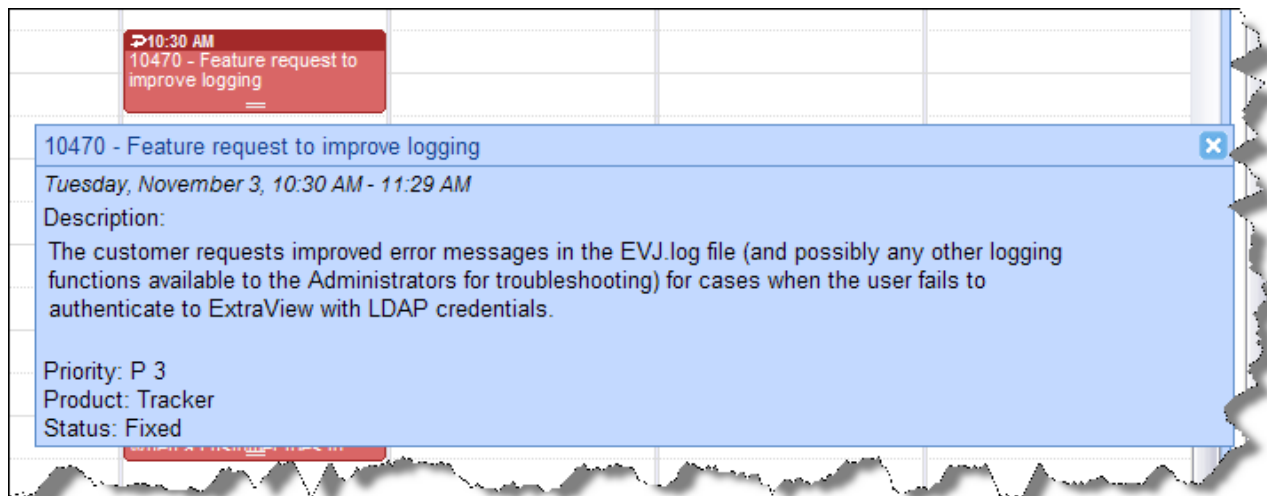 10:30 AM
10470 - Feature request to
improve logging
10470 - Feature request to improve logging
Tuesday, November 3, 10:30 AM - 11:29 AM
Description:
The customer requests improved error messages in the EVJ.log file (and possibly any other logging
functions available to the Administrators for troubleshooting) for cases when the user fails to
authenticate to ExtraView with LDAP credentials.
Priority: P 3
Product: Tracker
Status: Fixed